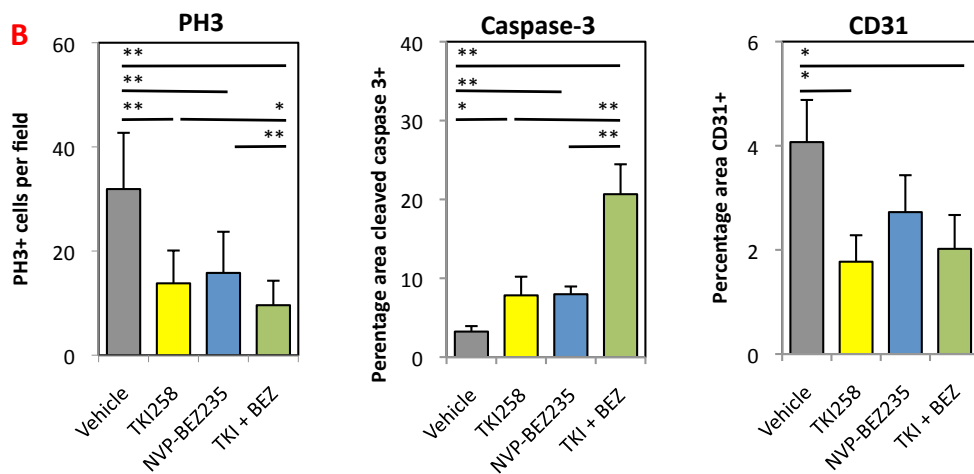 B
PH3
PH3+ cells per field
60
40
20
0
**
**
**
*
**
Vehicle
TKI258
NVP-BEZ235
TKI + BEZ
Caspase-3
Perentage area cleaved caspase 3+
40
30
20
10
0
**
**
*
**
**
Vehicle
TKI258
NVP-BEZ235
TKI + BEZ
CD31
Percentage area CD31+
6
4
2
0
*
*
Vehicle
TKI258
NVP-BEZ235
TKI + BEZ